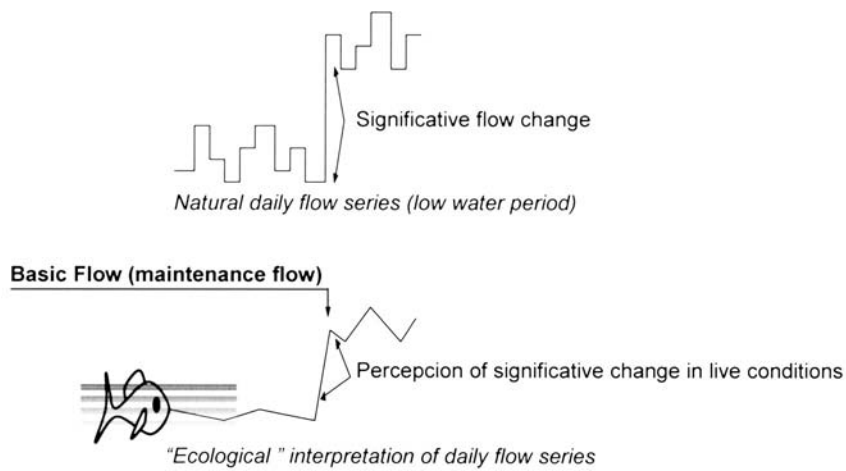 Significative flow change
Natural daily flow series (low water period)
Basic Flow (maintenance flow)
Percepcion of significative change in live conditions
"Ecological " interpretation of daily flow series